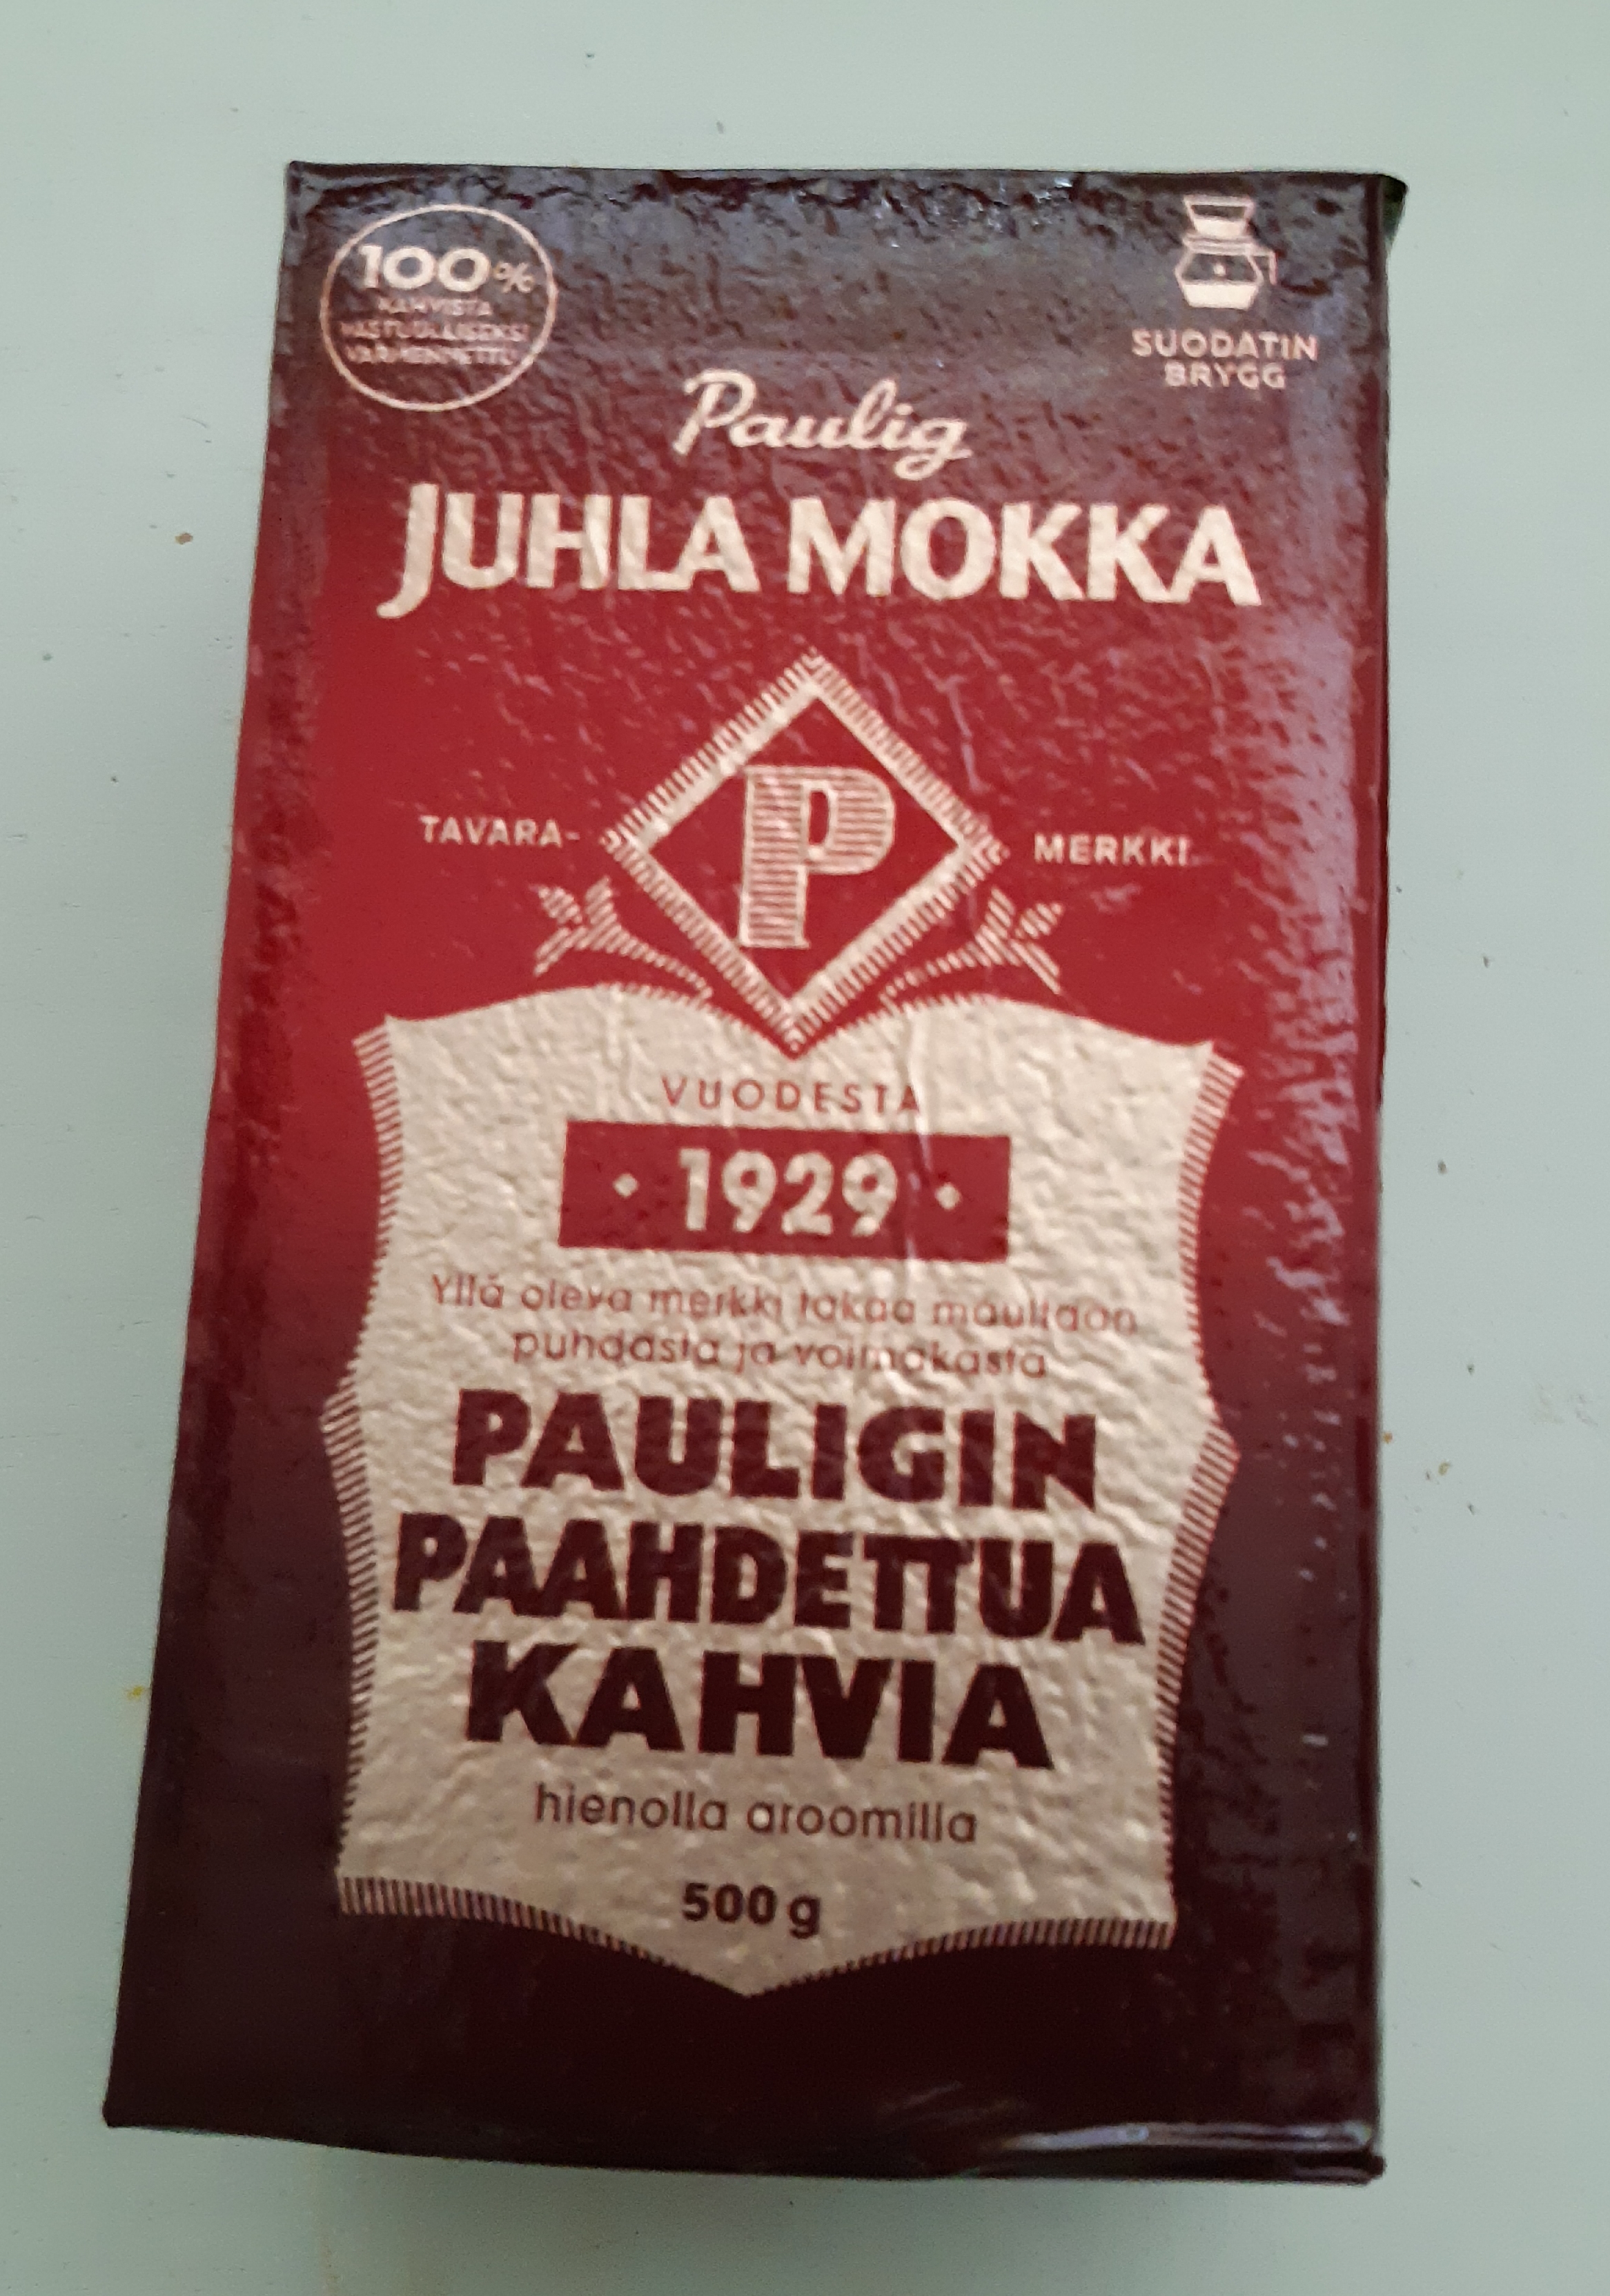 100%
KAHVISTA
VASTUULLISEKSI
VARMENNETTU
SUODATIN
BRYGG
Paulig
JUHLA MOKKA
P
TAVARA- MERKKI.
VUODESTA
• 1929 •
Yllä oleva merkki takaa maultaan
puhdasta ja voimakasta
PAULIGIN
PAAHDETTUA
KAHVIA
hienolla aroomilla
500 g